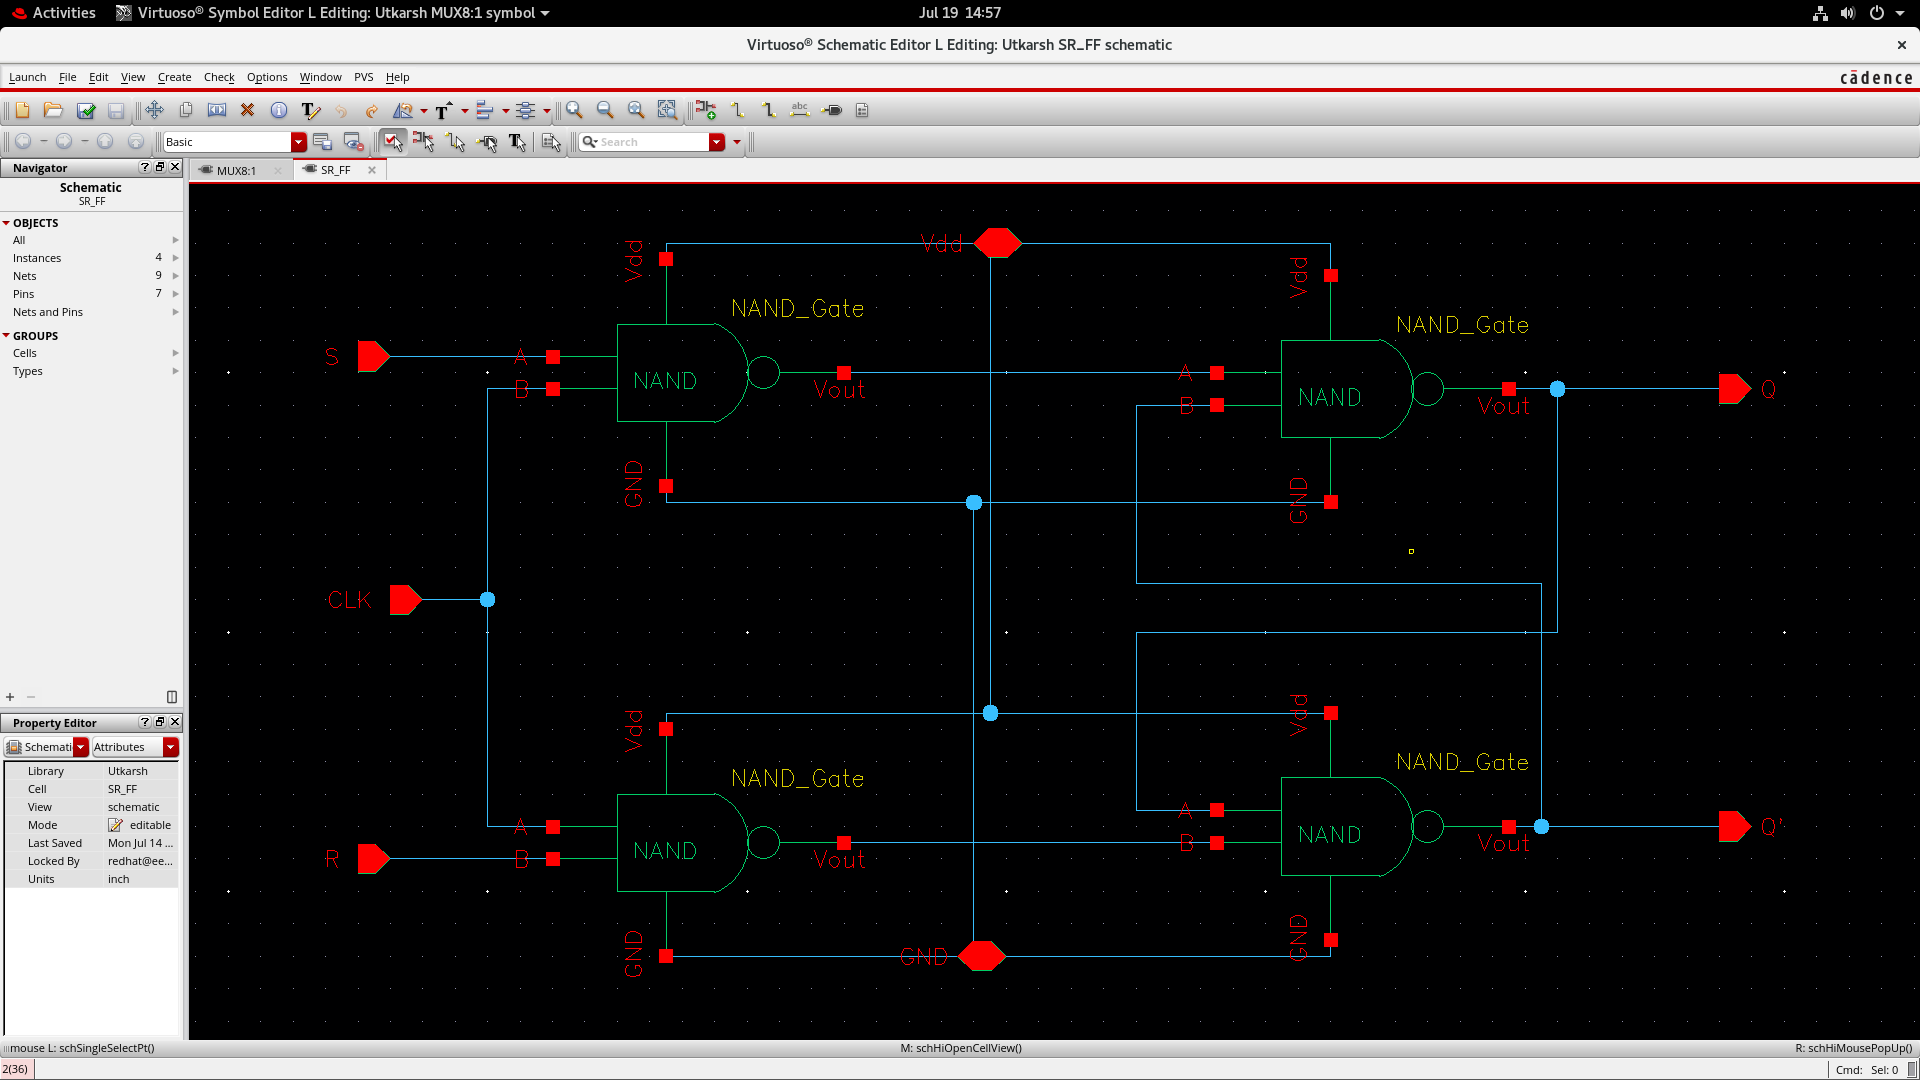 Activities Virtuoso® Symbol Editor L Editing: Utkarsh MUX8:1 symbol Jul 19 14:57
Virtuoso® Schematic Editor L Editing: Utkarsh SR_FF schematic
Launch File Edit View Create Check Options Window PVS Help cādence
Basic Search
Navigator
MUX8:1 SR_FF
Schematic
SR_FF
OBJECTS
All
Instances 4
Nets 9
Pins 7
Nets and Pins
GROUPS
Cells
Types
Property Editor
Schemati Attributes
Library Utkarsh
Cell SR_FF
View schematic
Mode editable
Last Saved Mon Jul 14 ...
Locked By redhat@ee...
Units inch
Vdd
Vdd
Vdd
NAND_Gate
NAND_Gate
S
A
B
NAND
Vout
A
B
NAND
Vout
Q
GND
GND
CLK
Vdd
Vdd
NAND_Gate
NAND_Gate
A
B
R
NAND
Vout
A
B
NAND
Vout
Q'
GND
GND
GND
mouse L: schSingleSelectPt() M: schHiOpenCellView() R: schHiMousePopUp()
2(36) Cmd: Sel: 0